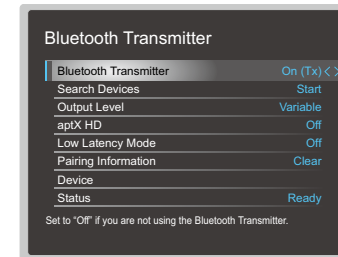 Bluetooth Transmitter
Bluetooth Transmitter On (Tx)
Search Devices Start
Output Level Variable
aptX HD Off
Low Latency Mode Off
Pairing Information Clear
Device
Status Ready
Set to “Off” if you are not using the Bluetooth Transmitter.